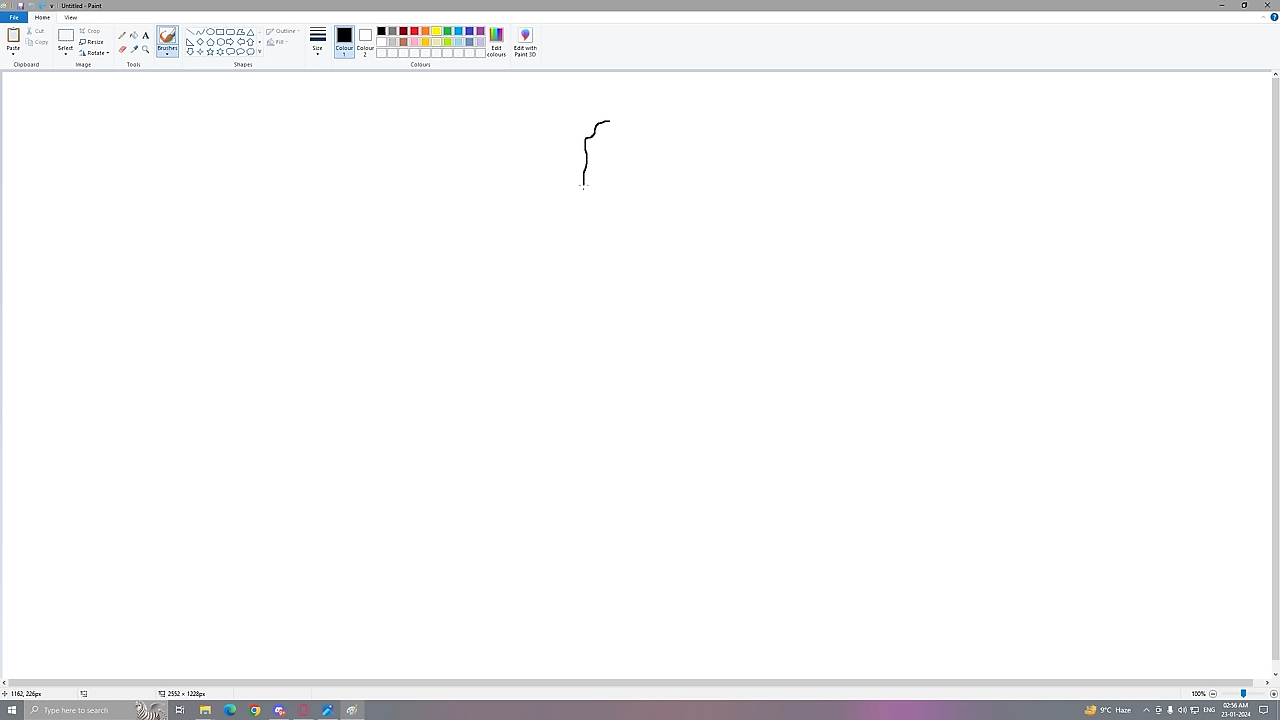 Untitled - Paint
File
Home
View
Paste
Cut
Copy
Clipboard
Select
Crop
Resize
Rotate
Image
Tools
Brushes
Outline
Fill
Shapes
Size
Colour 1
Colour 2
Edit colours
Colours
Edit with Paint 3D
1162, 226px
2552 × 1228px
100%
Type here to search
9°C Haze
ENG
02:56 AM
23-01-2024